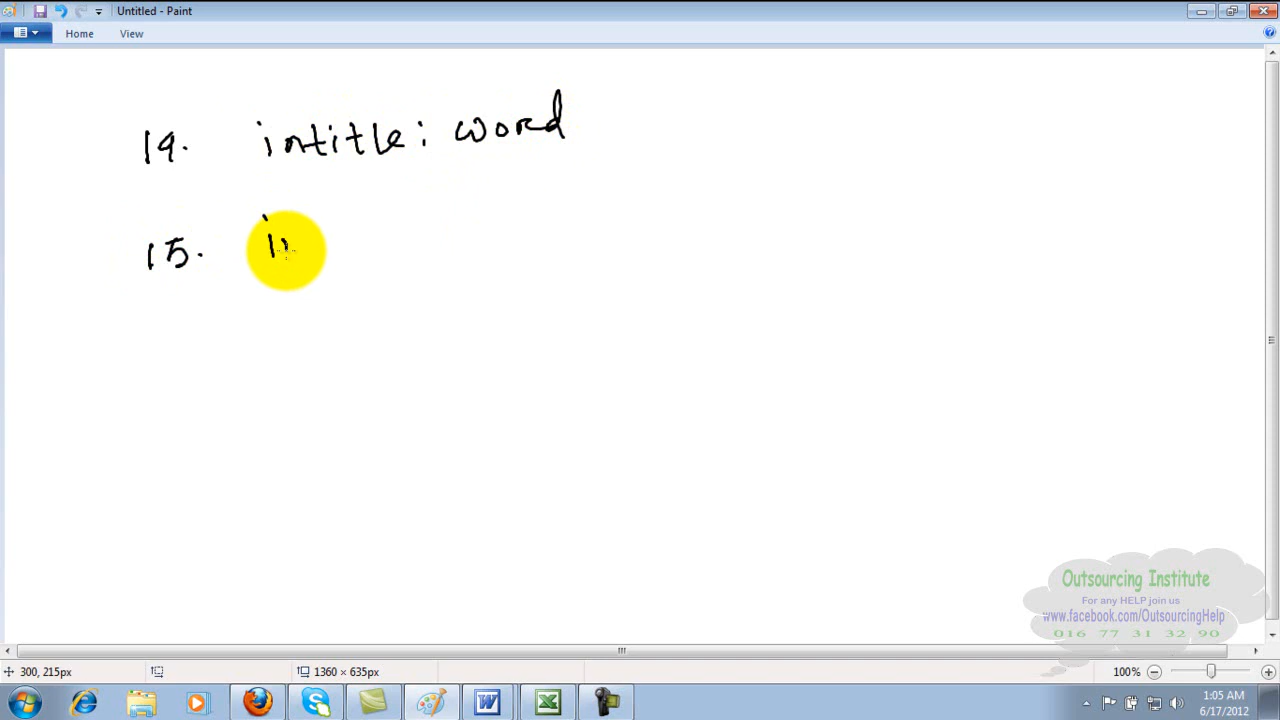 Untitled - Paint
Home View
14. intitle: word
15. in
Outsourcing Institute
For any HELP join us
www.facebook.com/OutsourcingHelp
016 77 31 32 90
300, 215px 1360 × 635px 100%
1:05 AM
6/17/2012